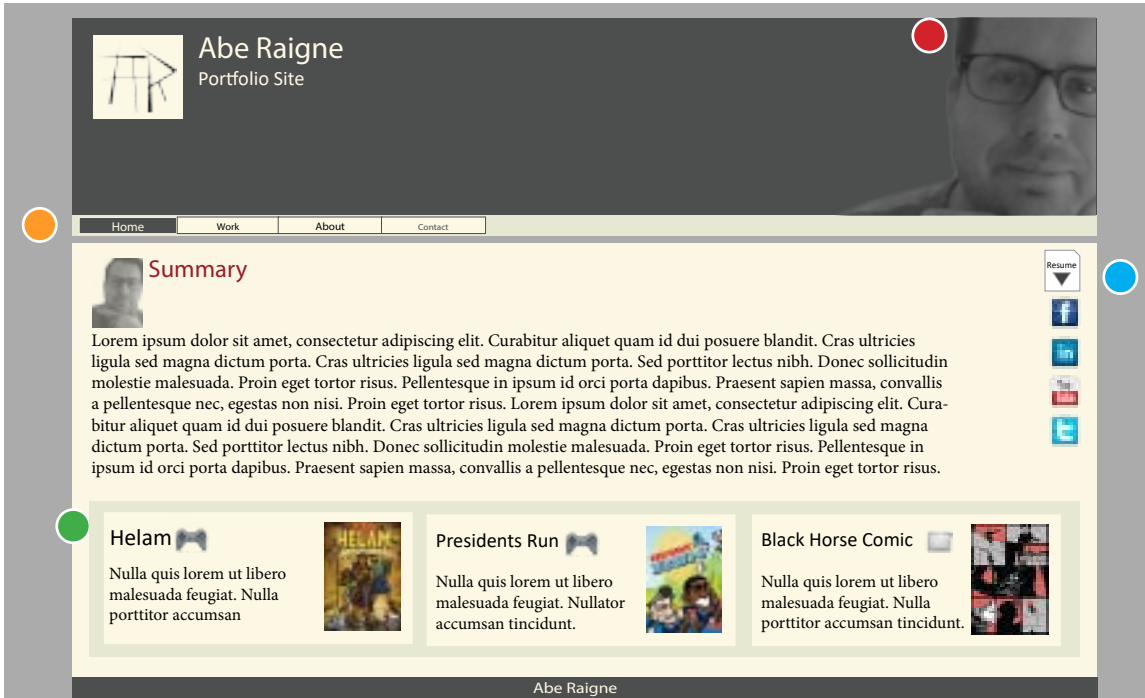 Abe Raigne
Portfolio Site
Home
Work
About
Contact
Summary
Resume
Lorem ipsum dolor sit amet, consectetur adipiscing elit. Curabitur aliquet quam id dui posuere blandit. Cras ultricies
ligula sed magna dictum porta. Cras ultricies ligula sed magna dictum porta. Sed porttitor lectus nibh. Donec sollicitudin
molestie malesuada. Proin eget tortor risus. Pellentesque in ipsum id orci porta dapibus. Praesent sapien massa, convallis
a pellentesque nec, egestas non nisi. Proin eget tortor risus. Lorem ipsum dolor sit amet, consectetur adipiscing elit. Cura-
bitur aliquet quam id dui posuere blandit. Cras ultricies ligula sed magna dictum porta. Cras ultricies ligula sed magna
dictum porta. Sed porttitor lectus nibh. Donec sollicitudin molestie malesuada. Proin eget tortor risus. Pellentesque in
ipsum id orci porta dapibus. Praesent sapien massa, convallis a pellentesque nec, egestas non nisi. Proin eget tortor risus.
f
in
t
Helam
Nulla quis lorem ut libero
malesuada feugiat. Nulla
porttitor accumsan
HELAM
Presidents Run
Nulla quis lorem ut libero
malesuada feugiat. Nullator
accumsan tincidunt.
Black Horse Comic
Nulla quis lorem ut libero
malesuada feugiat. Nulla
porttitor accumsan tincidunt.
Abe Raigne